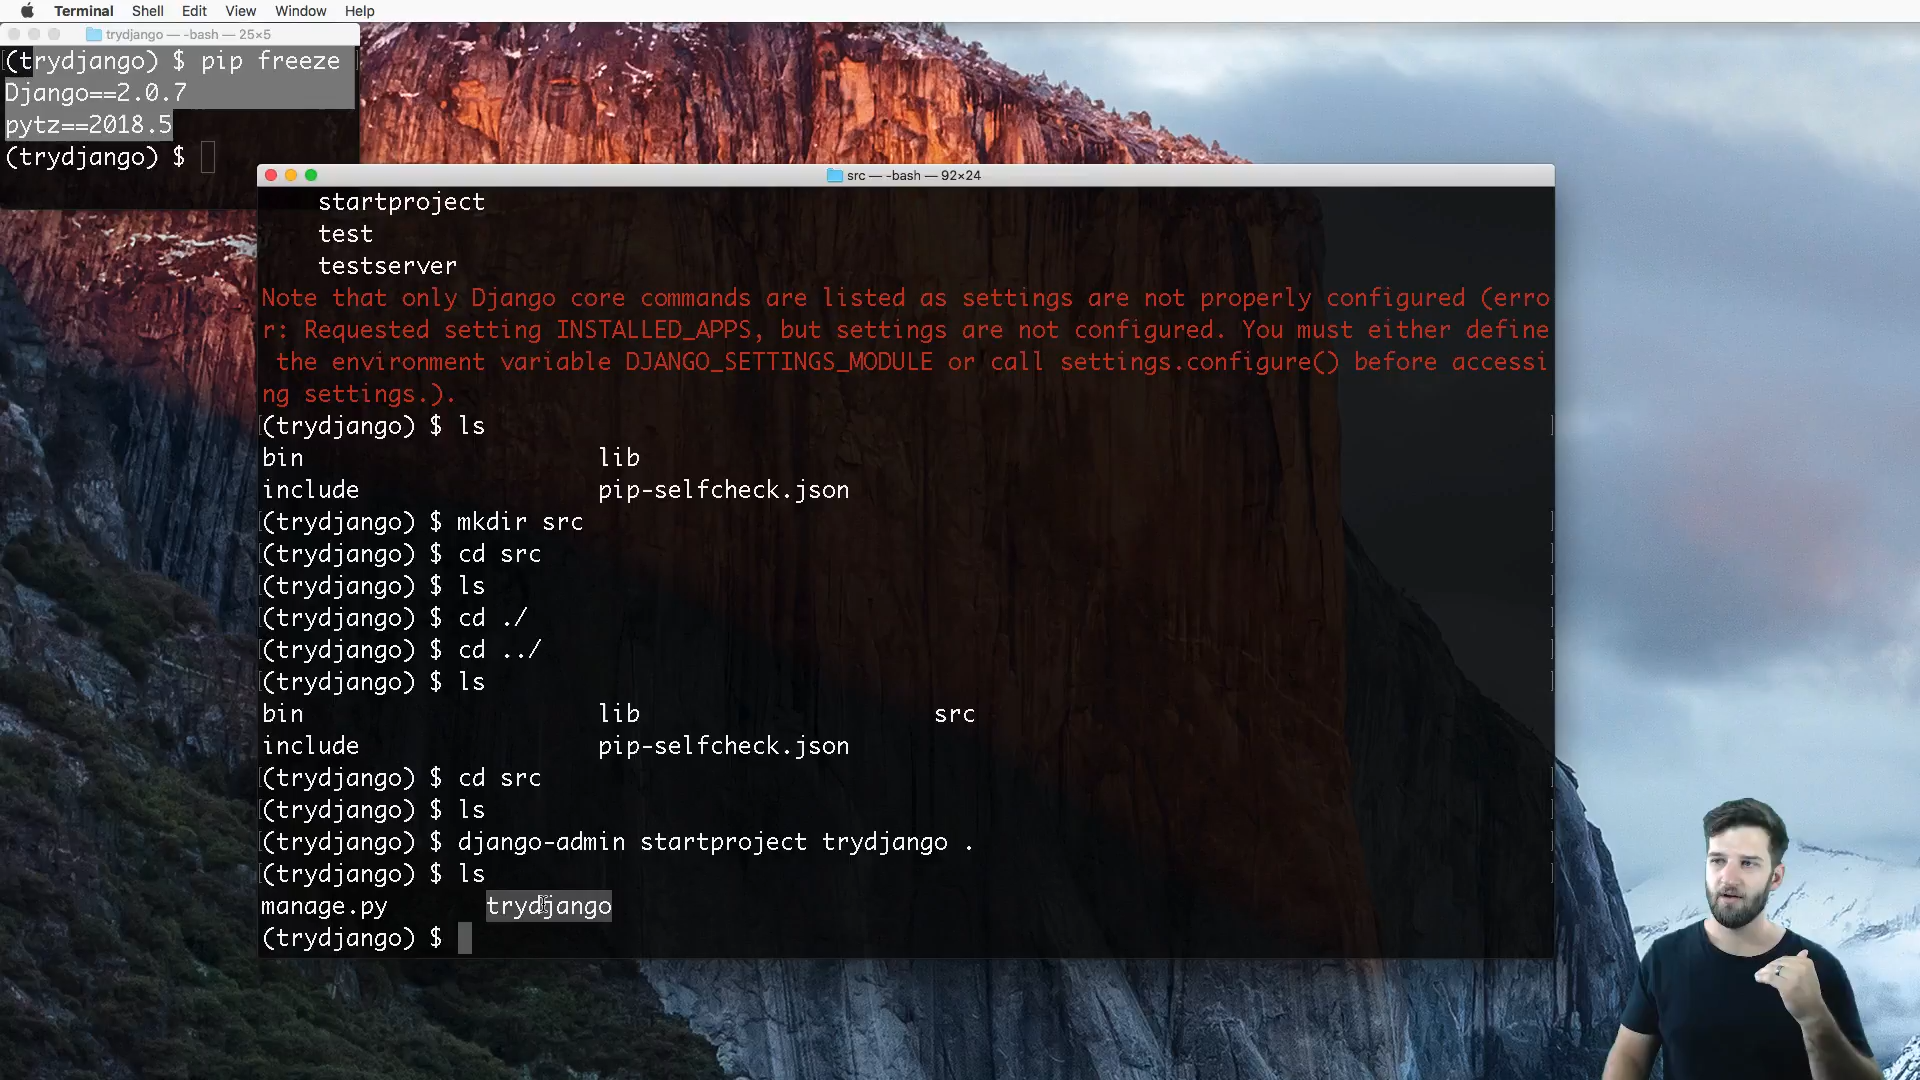 Terminal Shell Edit View Window Help
trydjango — -bash — 25×5
(trydjango) $ pip freeze
Django==2.0.7
pytz==2018.5
(trydjango) $
src — -bash — 92×24
startproject
test
testserver
Note that only Django core commands are listed as settings are not properly configured (erro
r: Requested setting INSTALLED_APPS, but settings are not configured. You must either define
the environment variable DJANGO_SETTINGS_MODULE or call settings.configure() before accessi
ng settings.).
(trydjango) $ ls
bin lib
include pip-selfcheck.json
(trydjango) $ mkdir src
(trydjango) $ cd src
(trydjango) $ ls
(trydjango) $ cd ./
(trydjango) $ cd ../
(trydjango) $ ls
bin lib src
include pip-selfcheck.json
(trydjango) $ cd src
(trydjango) $ ls
(trydjango) $ django-admin startproject trydjango .
(trydjango) $ ls
manage.py trydjango
(trydjango) $